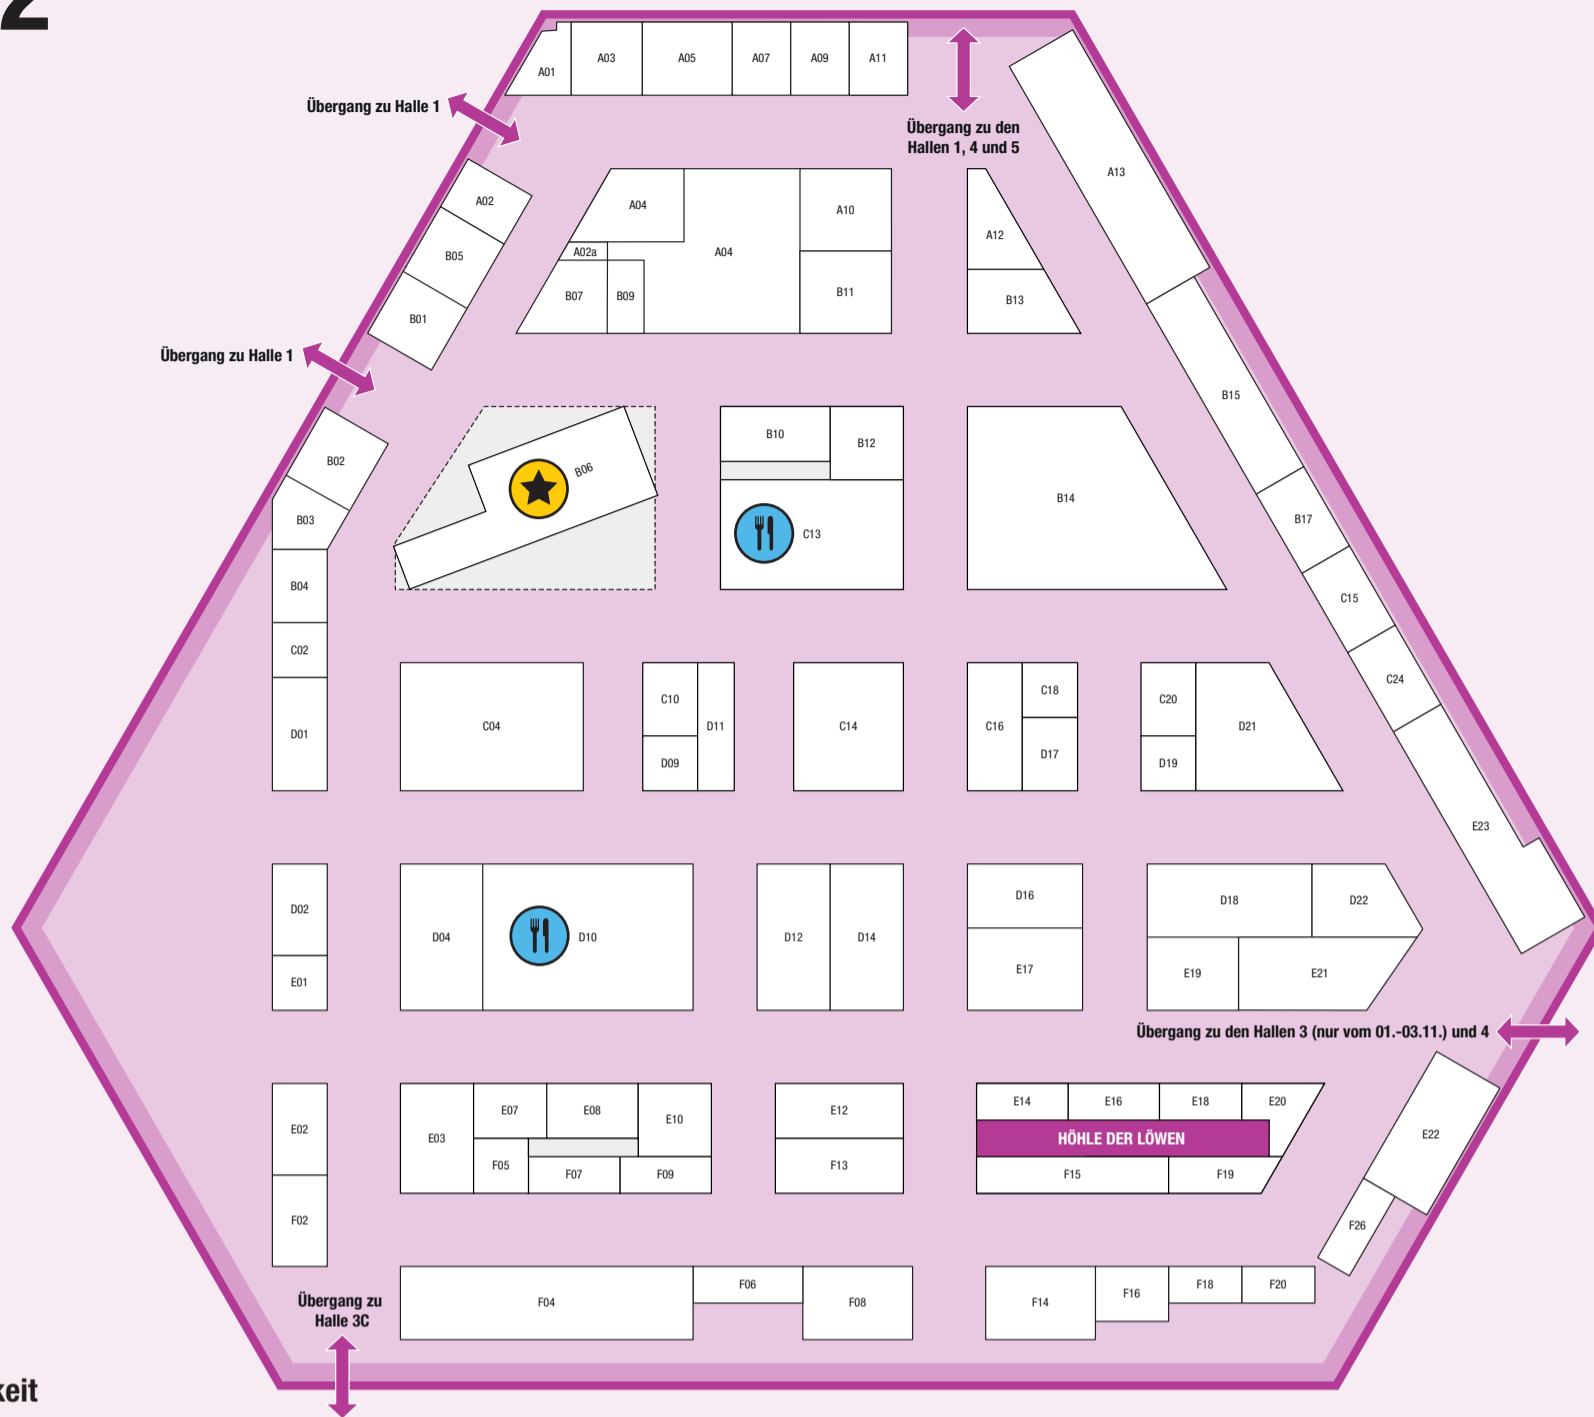 2
A01
A03
A05
A07
A09
A11
Übergang zu Halle 1
Übergang zu den
Hallen 1, 4 und 5
A13
A02
B05
B01
A04
A02a
A04
B07
B09
A10
B11
A12
B13
Übergang zu Halle 1
B15
B02
B03
B04
C02
D01
B06
B10
B12
C13
B14
B17
C15
C24
E23
C04
C10
D09
D11
C14
C16
C18
D17
C20
D19
D21
D02
E01
D04
D10
D12
D14
D16
E17
D18
D22
E19
E21
Übergang zu den Hallen 3 (nur vom 01.-03.11.) und 4
E02
F02
E03
E07
E08
E10
F05
F07
F09
E12
F13
E14
E16
E18
E20
HÖHLE DER LÖWEN
F15
F19
E22
F26
Übergang zu
Halle 3C
F04
F06
F08
F14
F16
F18
F20
keit